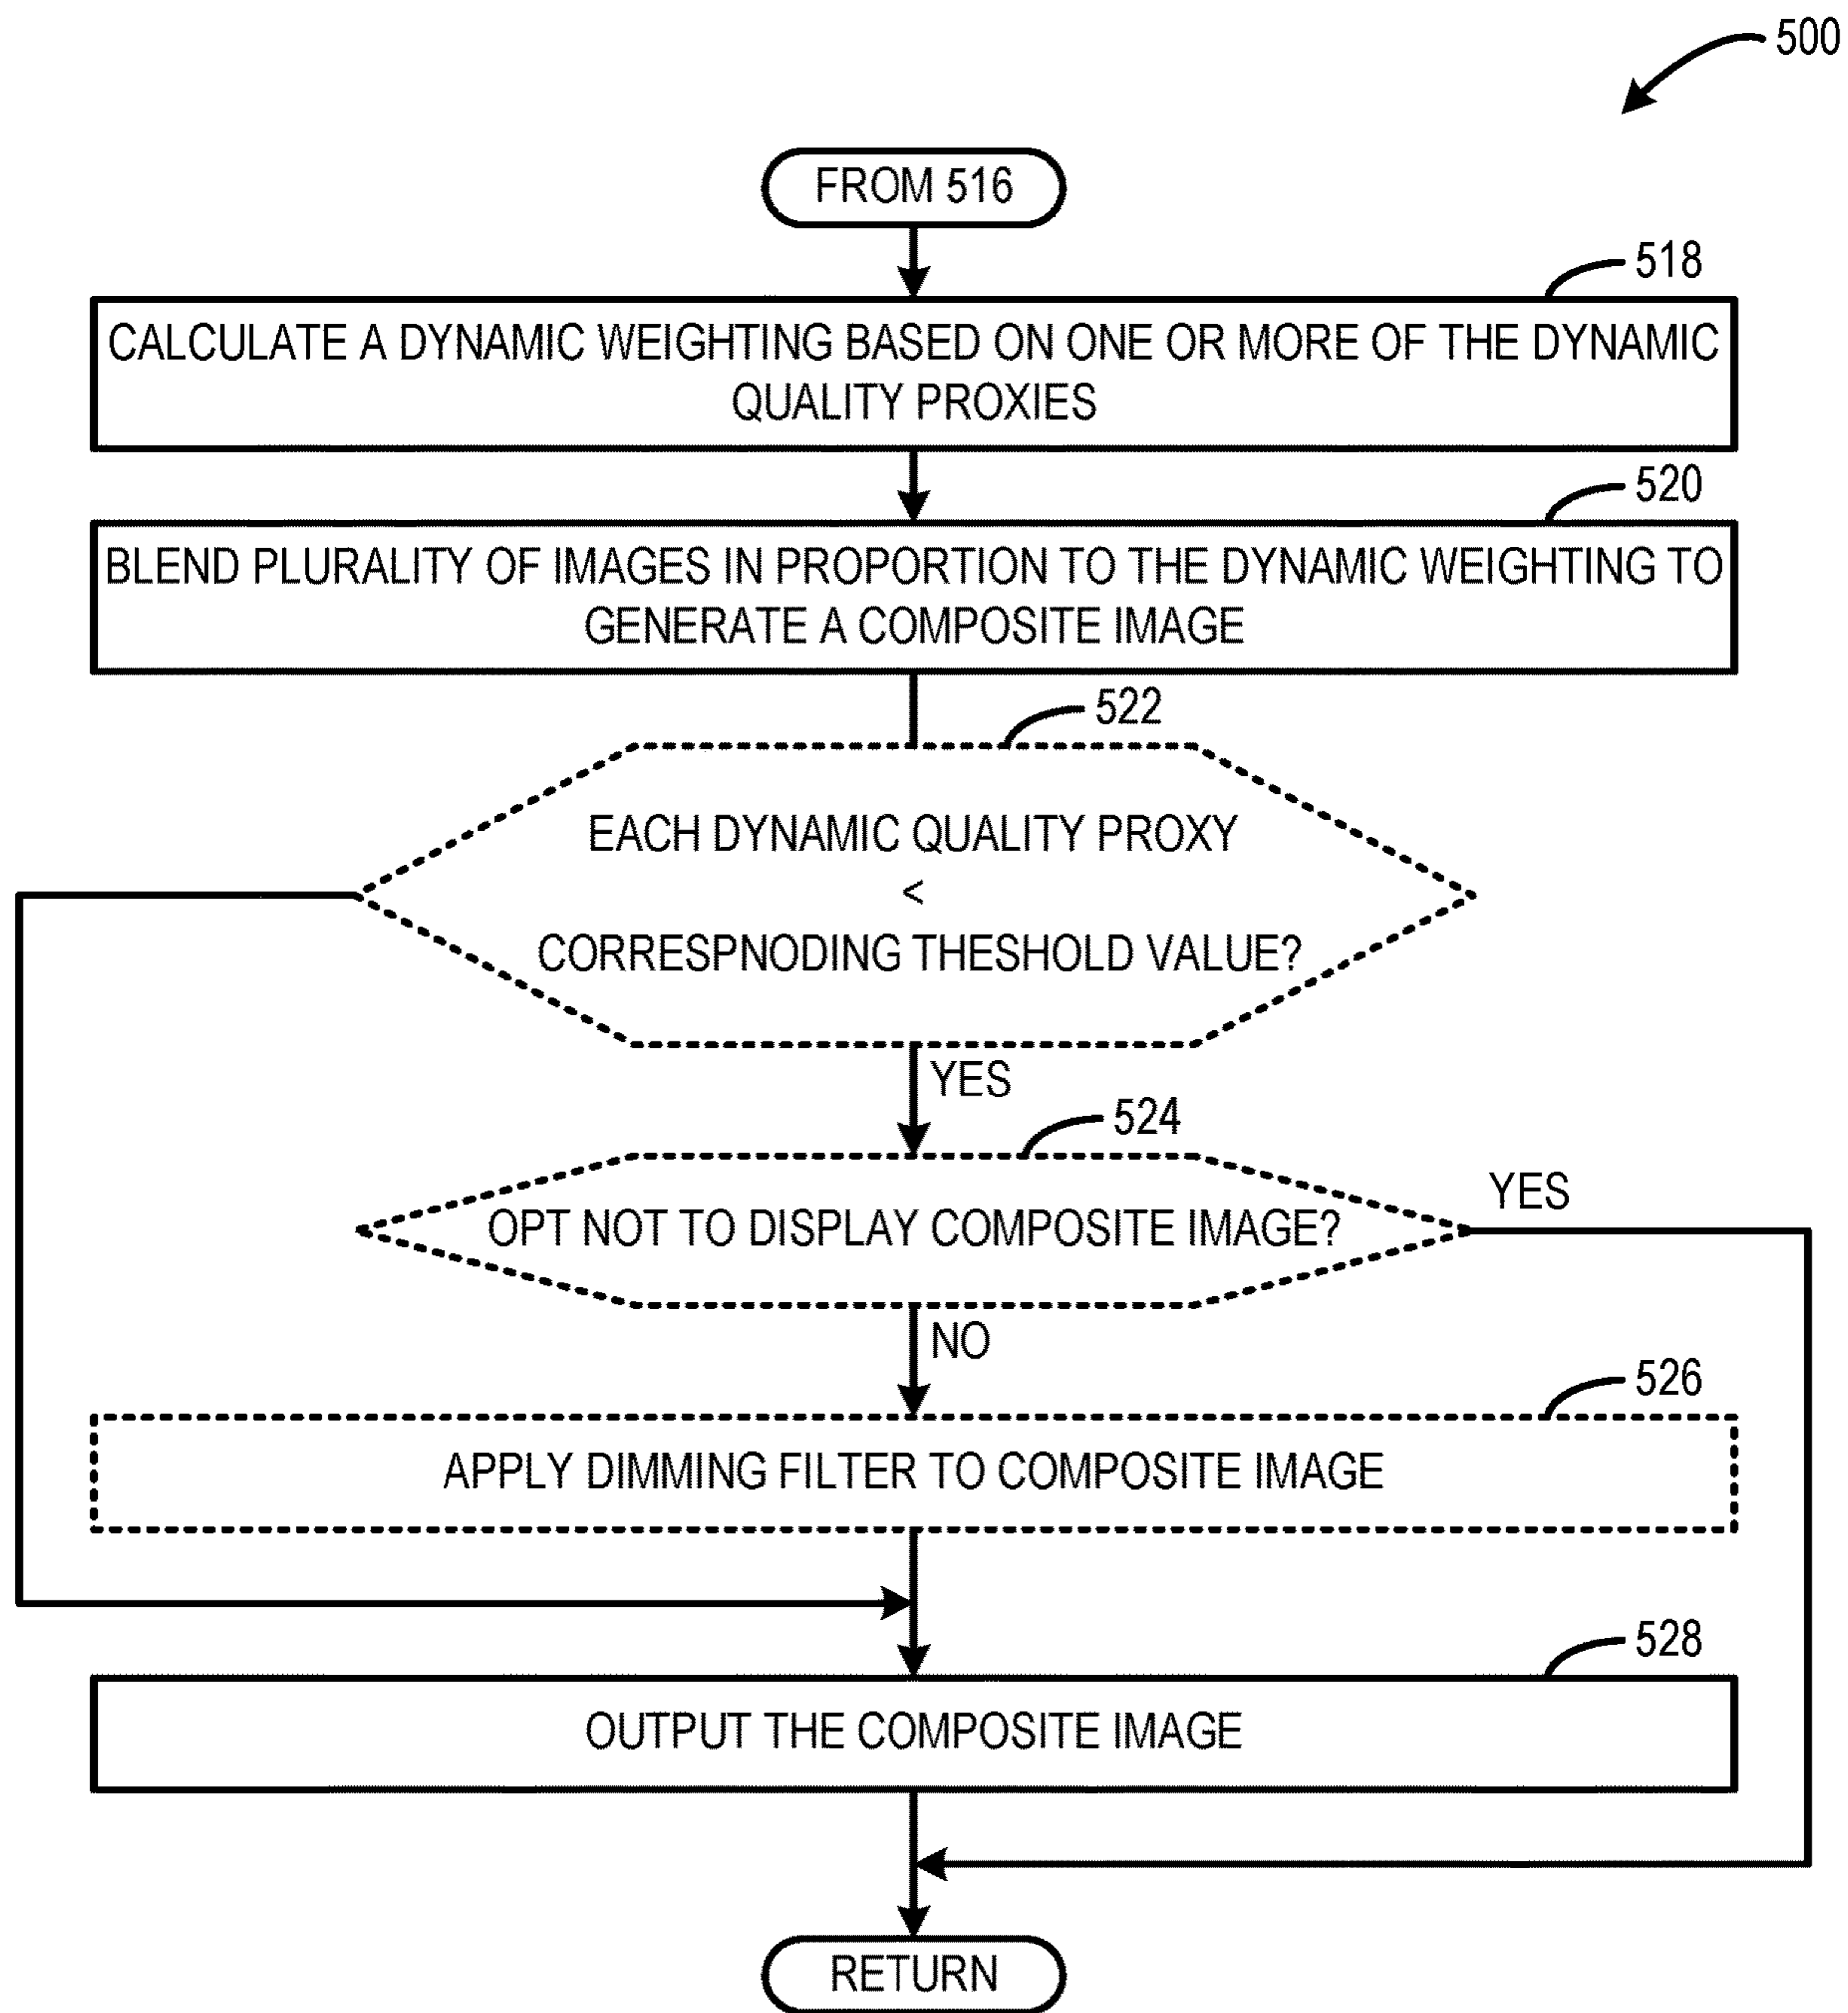 500
FROM 516
518
CALCULATE A DYNAMIC WEIGHTING BASED ON ONE OR MORE OF THE DYNAMIC
QUALITY PROXIES
520
BLEND PLURALITY OF IMAGES IN PROPORTION TO THE DYNAMIC WEIGHTING TO
GENERATE A COMPOSITE IMAGE
522
EACH DYNAMIC QUALITY PROXY
<
CORRESPNODING THESHOLD VALUE?
YES
524
YES
OPT NOT TO DISPLAY COMPOSITE IMAGE?
NO
526
APPLY DIMMING FILTER TO COMPOSITE IMAGE
528
OUTPUT THE COMPOSITE IMAGE
RETURN